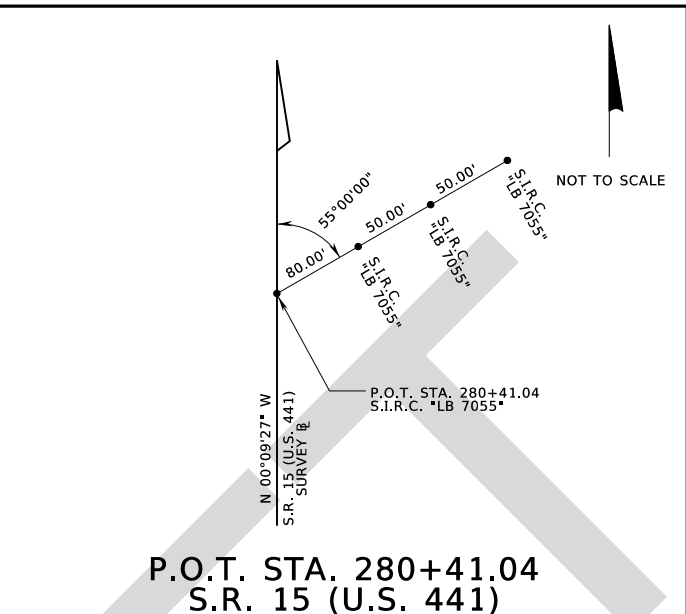 NOT TO SCALE
55°00'00"
50.00'
50.00'
80.00'
S.I.R.C.
"LB 7055"
S.I.R.C.
"LB 7055"
S.I.R.C.
"LB 7055"
P.O.T. STA. 280+41.04
S.I.R.C. "LB 7055"
N 00°09'27" W
S.R. 15 (U.S. 441)
SURVEY ℄
P.O.T. STA. 280+41.04
S.R. 15 (U.S. 441)